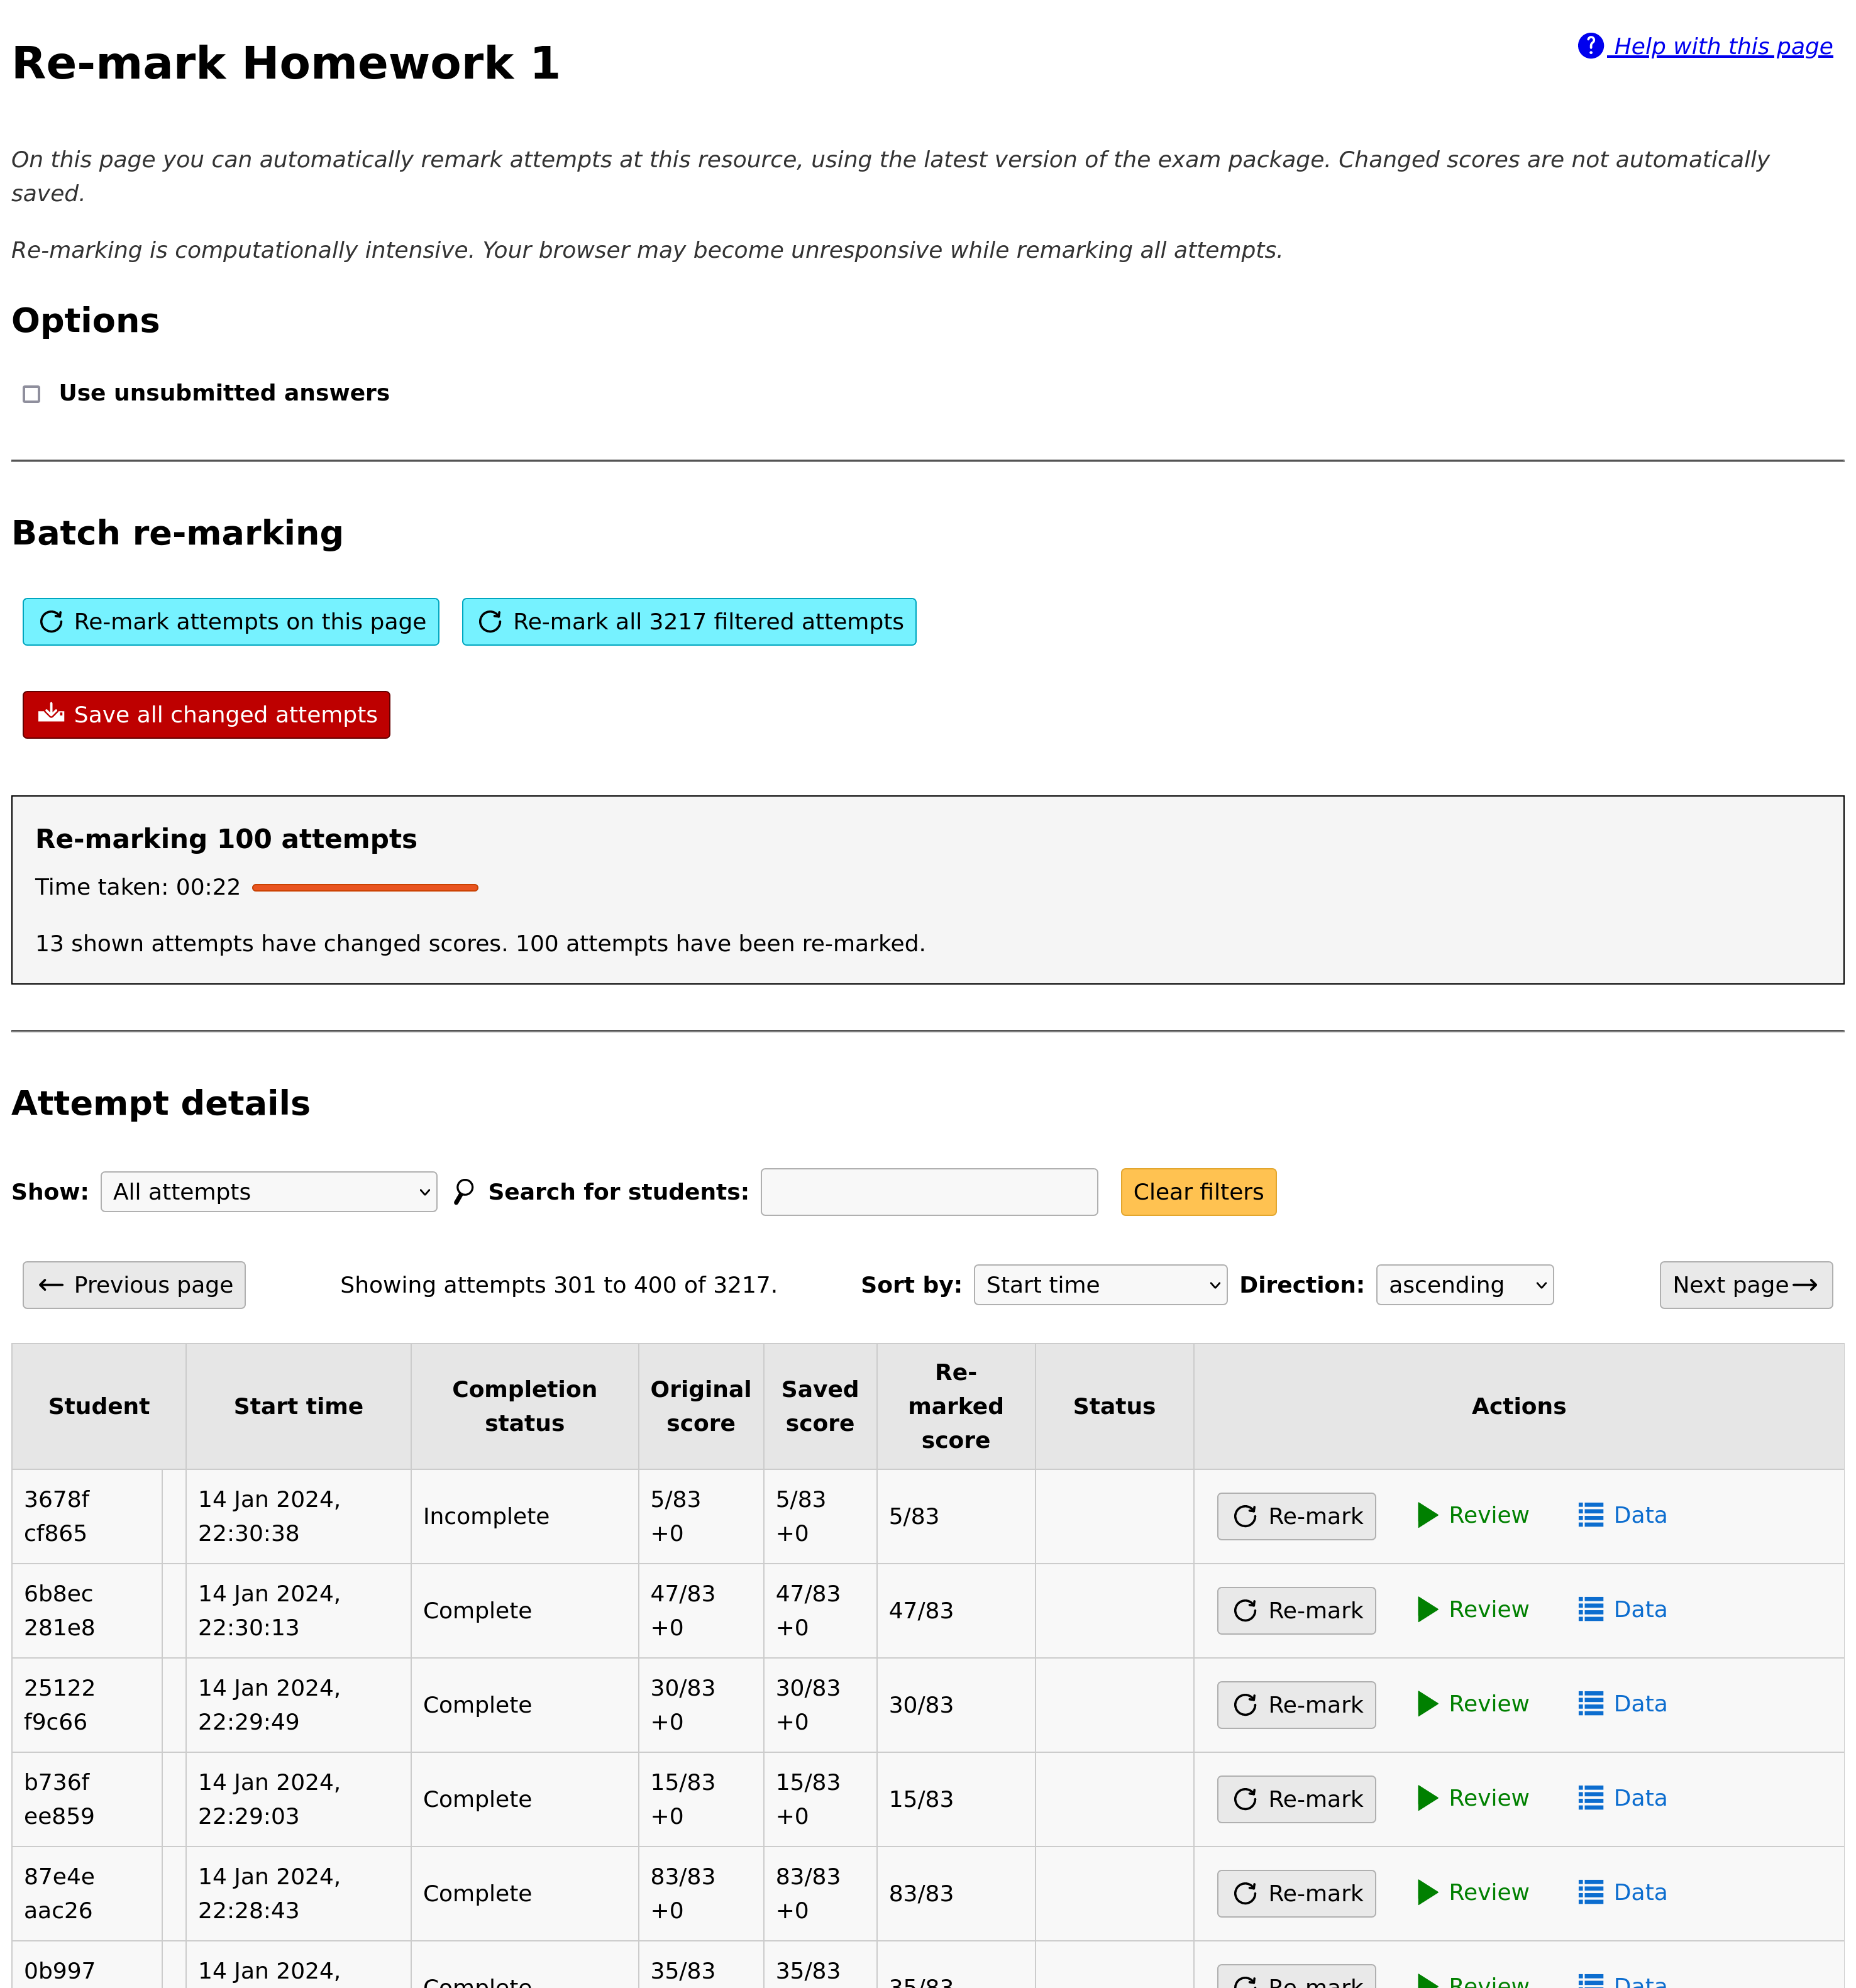 Re-mark Homework 1
Help with this page
On this page you can automatically remark attempts at this resource, using the latest version of the exam package. Changed scores are not automatically
saved.
Re-marking is computationally intensive. Your browser may become unresponsive while remarking all attempts.
Options
Use unsubmitted answers
Batch re-marking
Re-mark attempts on this page
Re-mark all 3217 filtered attempts
Save all changed attempts
Re-marking 100 attempts
Time taken: 00:22
13 shown attempts have changed scores. 100 attempts have been re-marked.
Attempt details
Show: All attempts Search for students: Clear filters
Previous page Showing attempts 301 to 400 of 3217. Sort by: Start time Direction: ascending Next page
Student Start time Completion status Original score Saved score Re-marked score Status Actions
3678f 14 Jan 2024, Incomplete 5/83 5/83 5/83 Re-mark Review Data
cf865 22:30:38 +0 +0
6b8ec 14 Jan 2024, Complete 47/83 47/83 47/83 Re-mark Review Data
281e8 22:30:13 +0 +0
25122 14 Jan 2024, Complete 30/83 30/83 30/83 Re-mark Review Data
f9c66 22:29:49 +0 +0
b736f 14 Jan 2024, Complete 15/83 15/83 15/83 Re-mark Review Data
ee859 22:29:03 +0 +0
87e4e 14 Jan 2024, Complete 83/83 83/83 83/83 Re-mark Review Data
aac26 22:28:43 +0 +0
0b997 14 Jan 2024, Complete 35/83 35/83 35/83 Re-mark Review Data